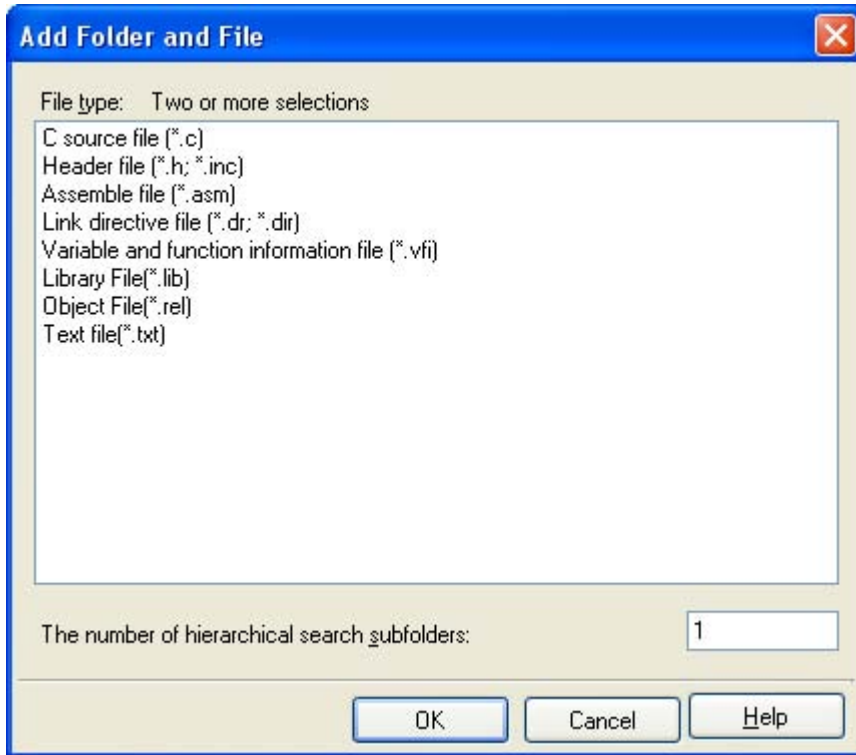 Add Folder and File
File type: Two or more selections
C source file (*.c)
Header file (*.h; *.inc)
Assemble file (*.asm)
Link directive file (*.dr; *.dir)
Variable and function information file (*.vfi)
Library File(*.lib)
Object File(*.rel)
Text file(*.txt)
The number of hierarchical search subfolders: 1
OK Cancel Help